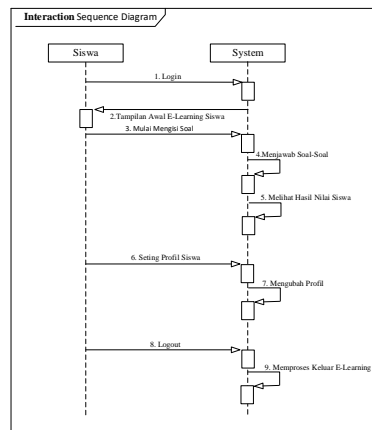 Interaction Sequence Diagram
Siswa
System
1. Login
2.Tampilan Awal E-Learning Siswa
3. Mulai Mengisi Soal
4.Menjawab Soal-Soal
5. Melihat Hasil Nilai Siswa
6. Seting Profil Siswa
7. Mengubah Profil
8. Logout
9. Memproses Keluar E-Learning